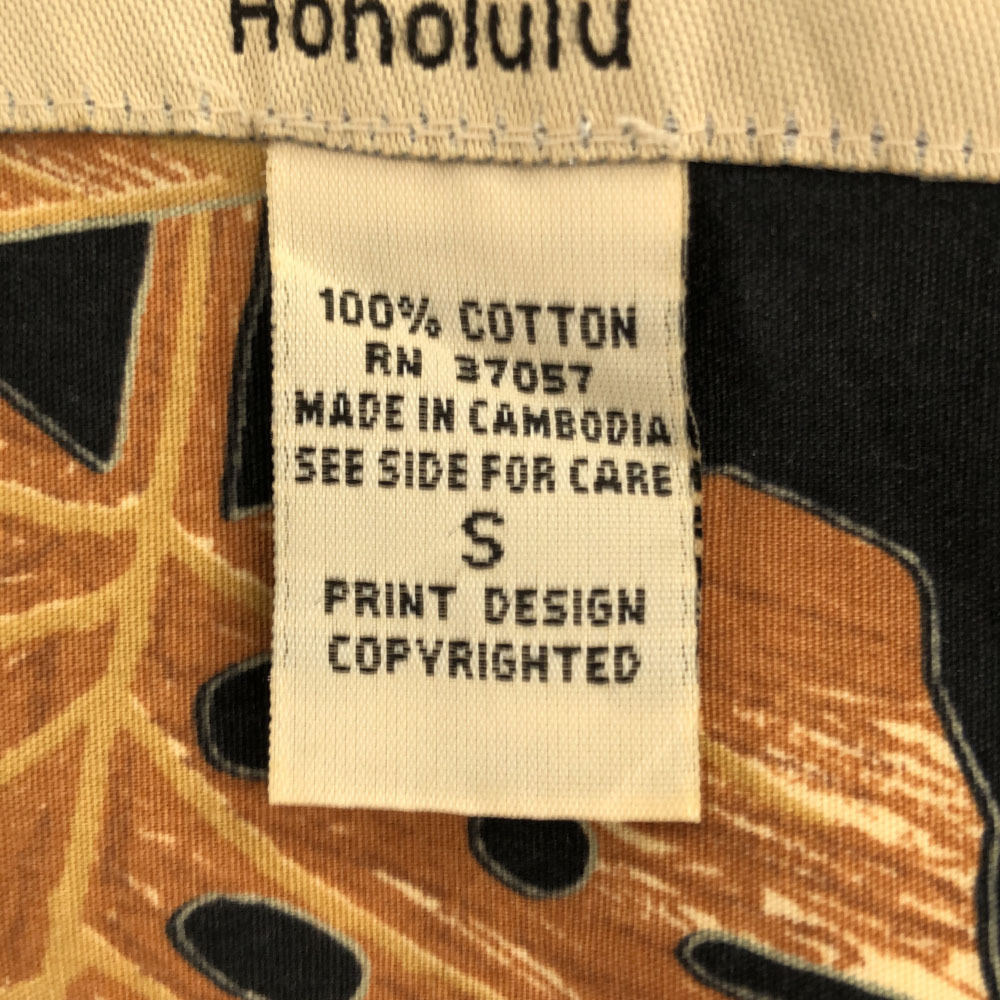 Honolulu
100% COTTON
RN 37057
MADE IN CAMBODIA
SEE SIDE FOR CARE
S
PRINT DESIGN
COPYRIGHTED